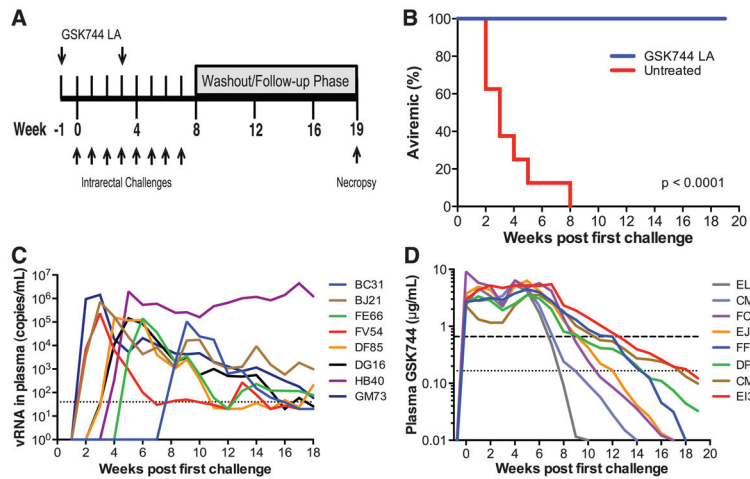 A
GSK744 LA
Washout/Follow-up Phase
Week -1 0 4 8 12 16 19
Intrarectal Challenges
Necropsy
B
Aviremic (%)
100
80
60
40
20
0
GSK744 LA
Untreated
p < 0.0001
0 2 4 6 8 10 12 14 16 18 20
Weeks post first challenge
C
vRNA in plasma (copies/mL)
10⁷
10⁶
10⁵
10⁴
10³
10²
10¹
10⁰
0 2 4 6 8 10 12 14 16 18
Weeks post first challenge
BC31
BJ21
FE66
FV54
DF85
DG16
HB40
GM73
D
Plasma GSK744 (µg/mL)
10
1
0.10
0.01
0 2 4 6 8 10 12 14 16 18 20
Weeks post first challenge
EL
CM
FC
EJ
FF
DF
CM
EI3